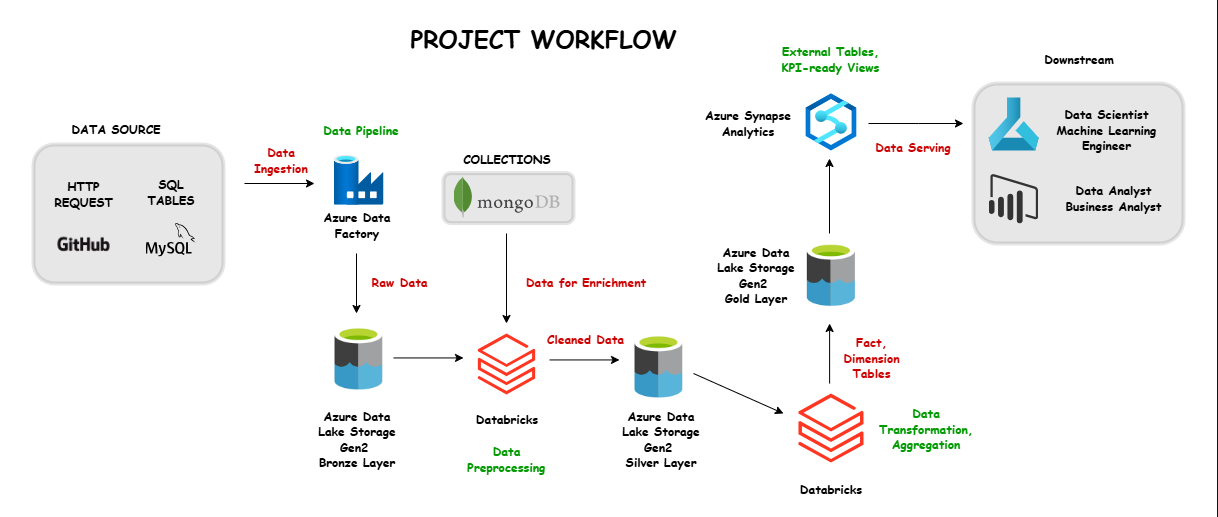 PROJECT WORKFLOW
DATA SOURCE
HTTP
REQUEST
SQL
TABLES
GitHub
MySQL
Data
Ingestion
Data Pipeline
Azure Data
Factory
Raw Data
Azure Data
Lake Storage
Gen2
Bronze Layer
COLLECTIONS
mongoDB
Data for Enrichment
Databricks
Data
Preprocessing
Cleaned Data
Azure Data
Lake Storage
Gen2
Silver Layer
Databricks
Data
Transformation,
Aggregation
Fact,
Dimension
Tables
Azure Data
Lake Storage
Gen2
Gold Layer
Azure Synapse
Analytics
External Tables,
KPI-ready Views
Data Serving
Downstream
Data Scientist
Machine Learning
Engineer
Data Analyst
Business Analyst